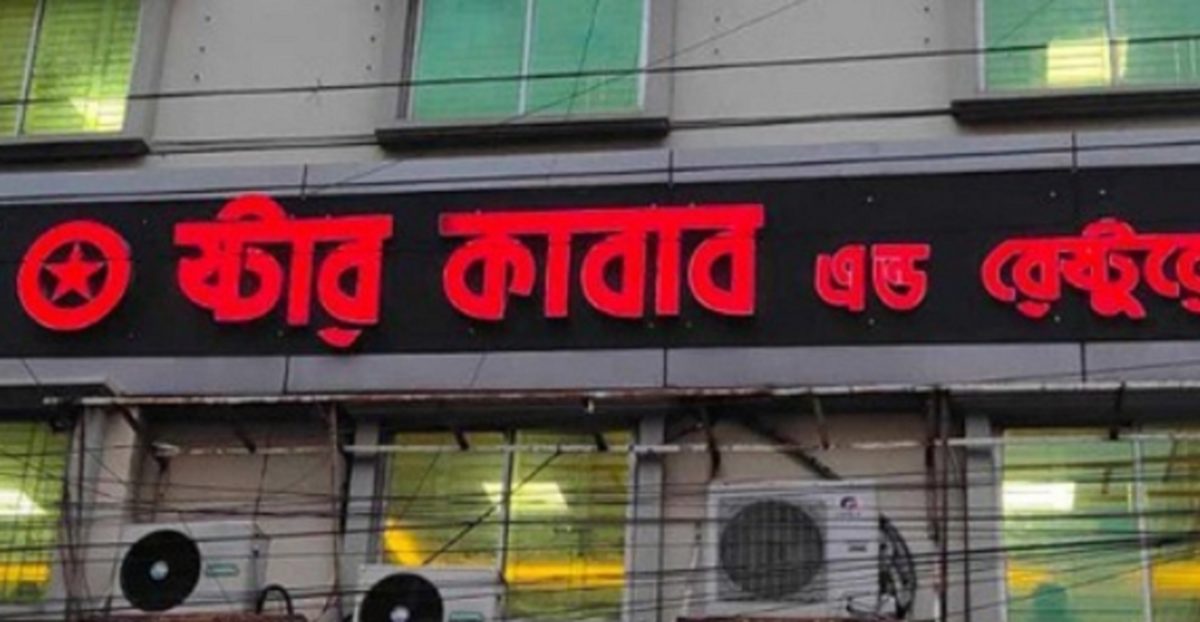 ষ্টার কাবাব এন্ড রেষ্টুরে